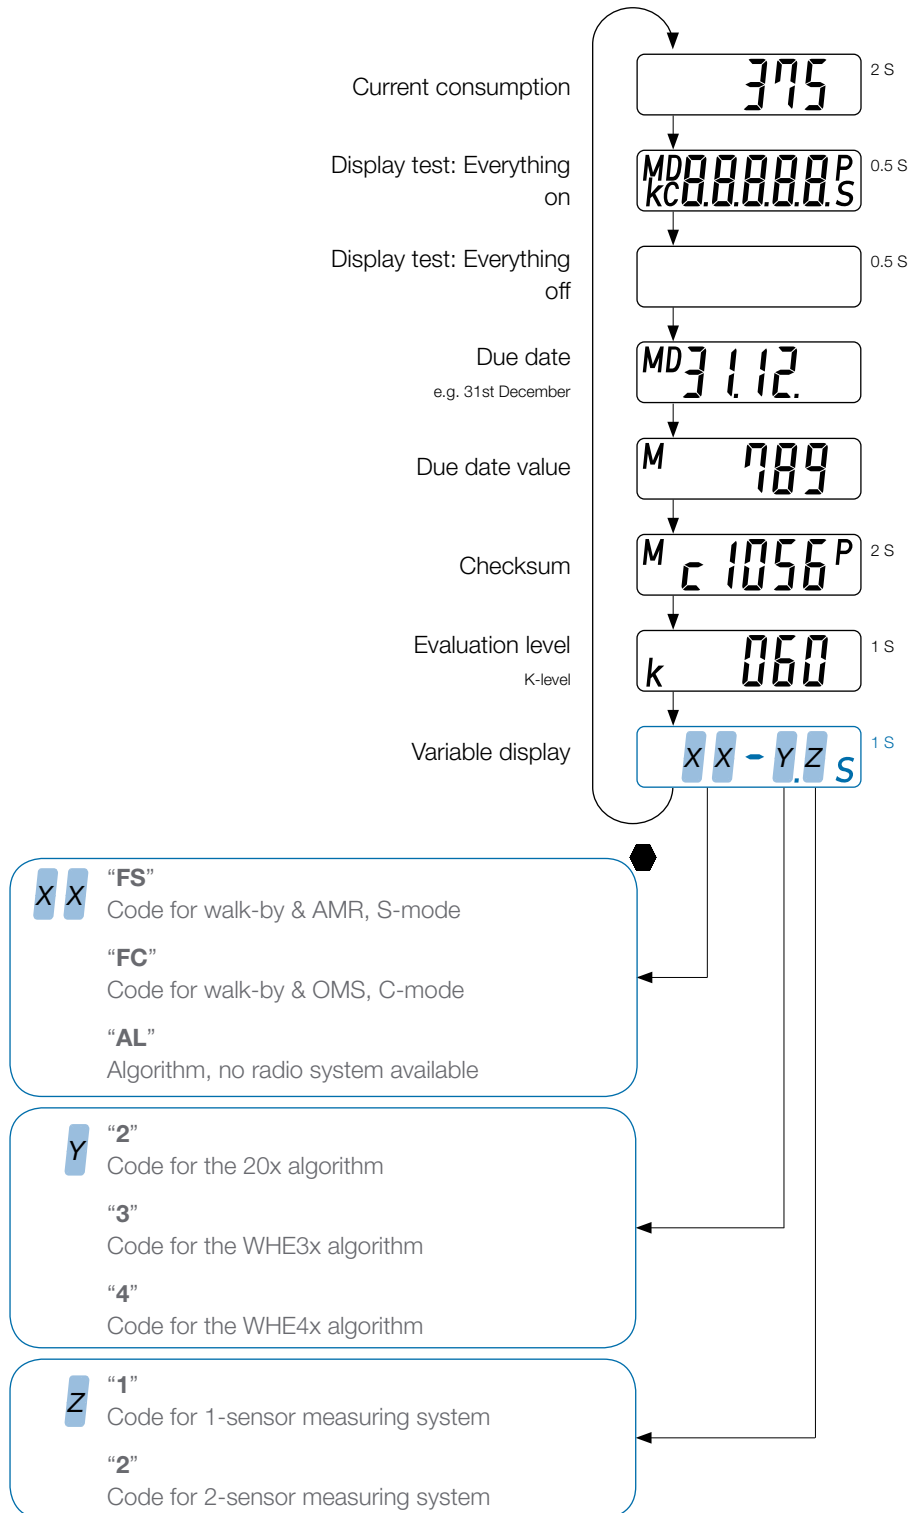 Current consumption
375
2 S
Display test: Everything
on
MD
kC
8.8.8.8.8.
P
S
0.5 S
Display test: Everything
off
0.5 S
Due date
e.g. 31st December
MD 31.12.
Due date value
M 789
Checksum
M c 1056 P
2 S
Evaluation level
K-level
k 060
1 S
Variable display
X X - Y.Z S
1 S
X X
“FS”
Code for walk-by & AMR, S-mode
“FC”
Code for walk-by & OMS, C-mode
“AL”
Algorithm, no radio system available
Y
“2”
Code for the 20x algorithm
“3”
Code for the WHE3x algorithm
“4”
Code for the WHE4x algorithm
Z
“1”
Code for 1-sensor measuring system
“2”
Code for 2-sensor measuring system